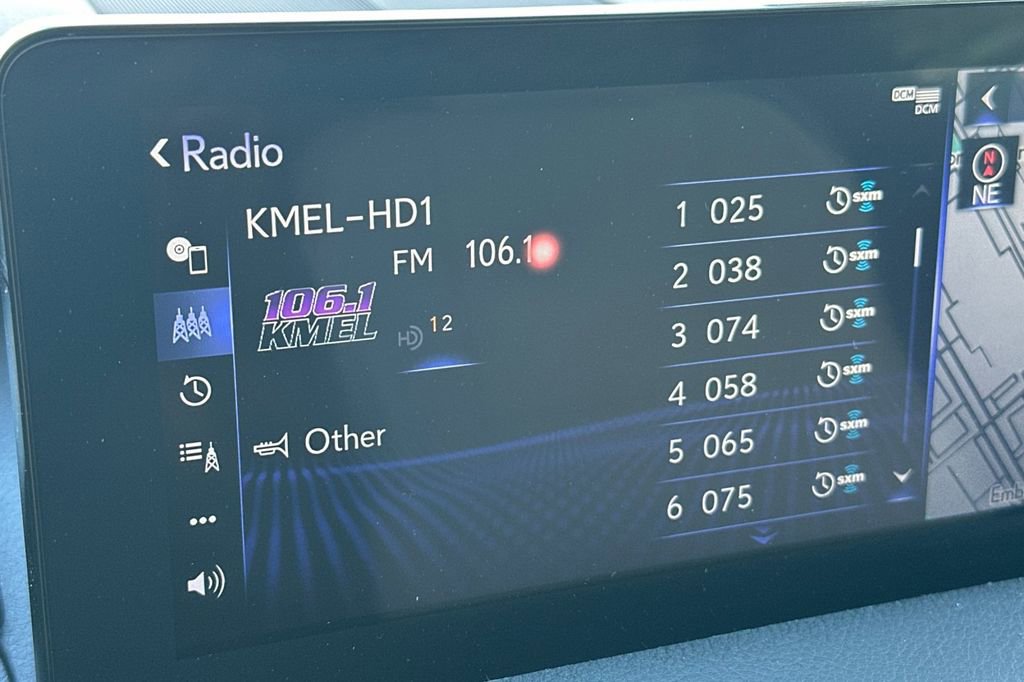 DCM
DCM
Radio
KMEL-HD1
FM 106.1
106.1
KMEL
HD 12
Other
1 025 sxm
2 038 sxm
3 074 sxm
4 058 sxm
5 065 sxm
6 075 sxm
N
NE